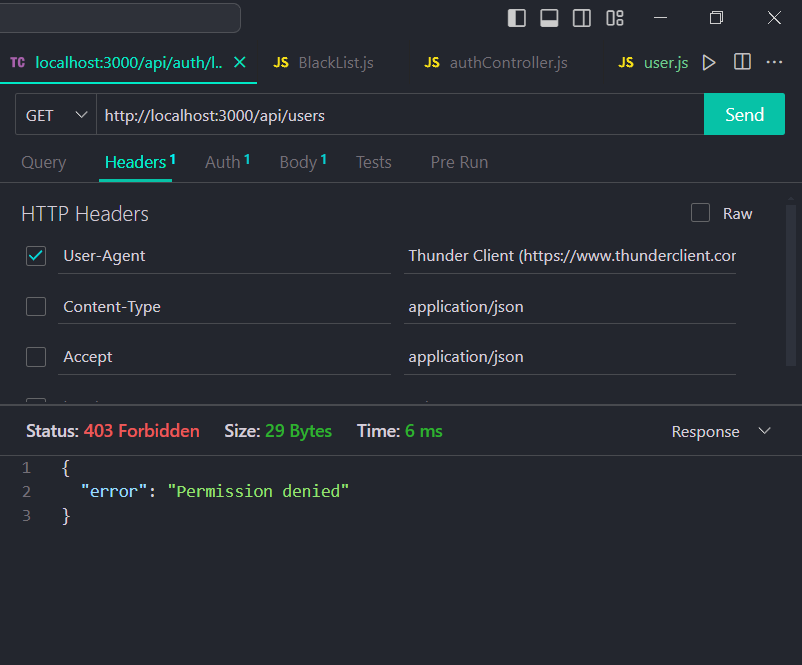 TC localhost:3000/api/auth/l.. JS BlackList.js JS authController.js JS user.js
GET http://localhost:3000/api/users Send
Query Headers 1 Auth 1 Body 1 Tests Pre Run
HTTP Headers Raw
User-Agent Thunder Client (https://www.thunderclient.cor
Content-Type application/json
Accept application/json
Status: 403 Forbidden Size: 29 Bytes Time: 6 ms Response
1 {
2 "error": "Permission denied"
3 }